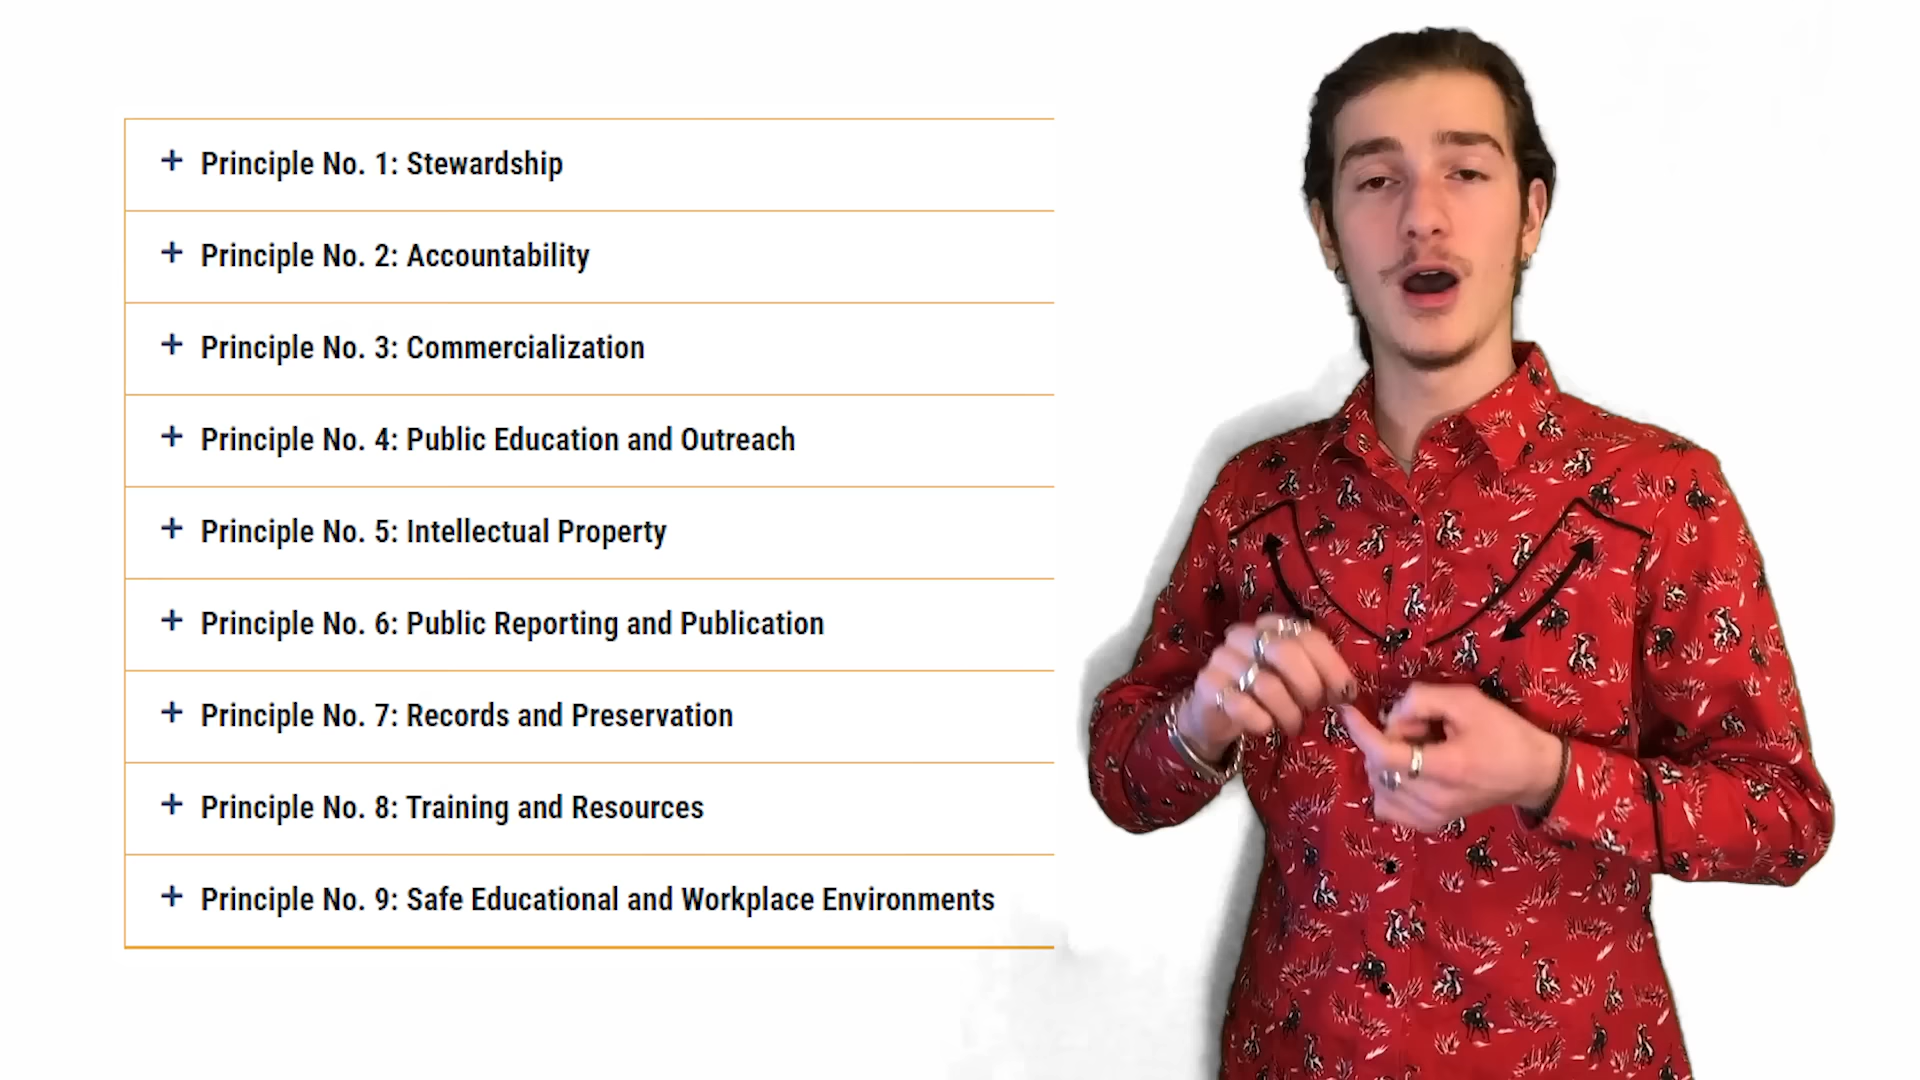 + Principle No. 1: Stewardship
+ Principle No. 2: Accountability
+ Principle No. 3: Commercialization
+ Principle No. 4: Public Education and Outreach
+ Principle No. 5: Intellectual Property
+ Principle No. 6: Public Reporting and Publication
+ Principle No. 7: Records and Preservation
+ Principle No. 8: Training and Resources
+ Principle No. 9: Safe Educational and Workplace Environments